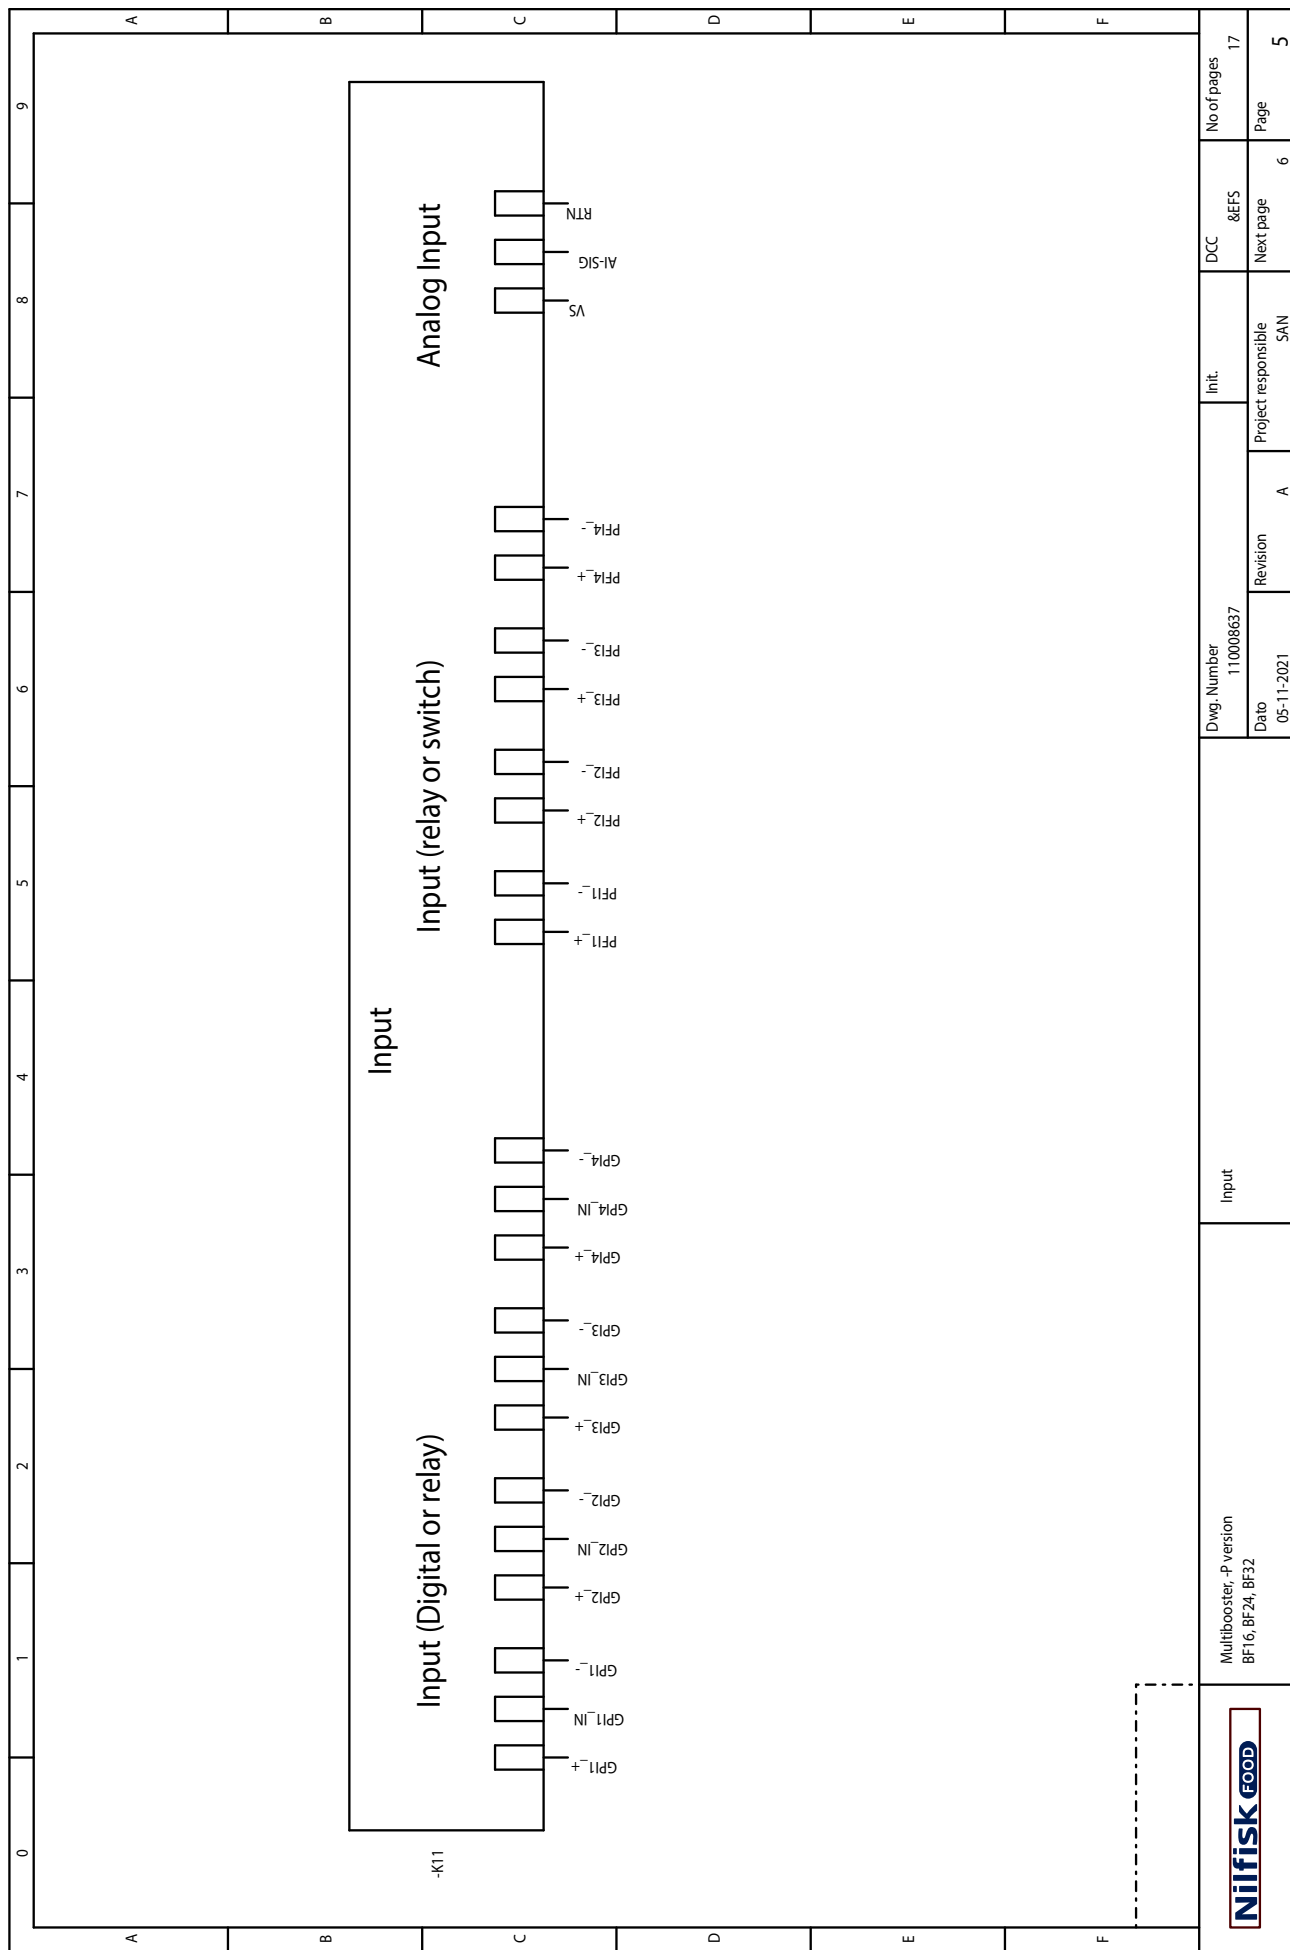 0 1 2 3 4 5 6 7 8 9
A A
B B
C C
D D
E E
F F
Input
-K11
Input (Digital or relay) Input (relay or switch) Analog Input
GPI1_+ GPI1_IN GPI1_- GPI2_+ GPI2_IN GPI2_- GPI3_+ GPI3_IN GPI3_- GPI4_+ GPI4_IN GPI4_- PFI1_+ PFI1_- PFI2_+ PFI2_- PFI3_+ PFI3_- PFI4_+ PFI4_- VS AI-SIG RTN
Nilfisk FOOD
Multibooster, -P version
BF16, BF24, BF32
Input
Dwg. Number
110008637
Init.
DCC
&EFS
No of pages
17
Dato
05-11-2021
Revision
A
Project responsible
SAN
Next page
6
Page
5